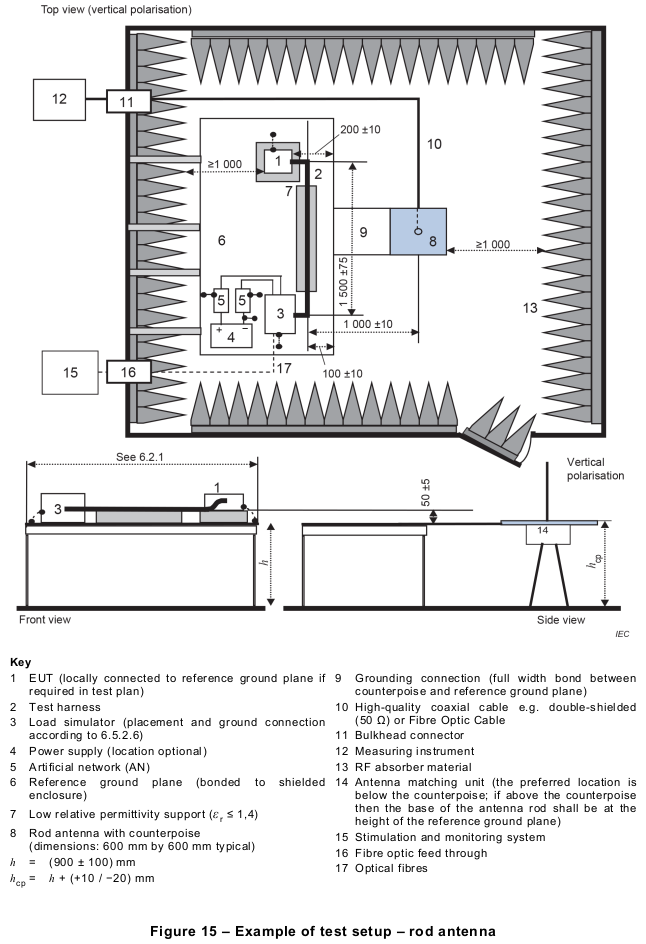 Top view (vertical polarisation)
12
11
200 ±10
10
1
≥1 000
2
7
6
9
8
≥1 000
1 500 ±75
5
5
3
+
−
4
1 000 ±10
13
17
100 ±10
15
16
See 6.2.1
1
3
h
50 ±5
Vertical
polarisation
14
h cp
Front view
Side view
IEC
Key
1 EUT (locally connected to reference ground plane if
required in test plan)
2 Test harness
3 Load simulator (placement and ground connection
according to 6.5.2.6)
4 Power supply (location optional)
5 Artificial network (AN)
6 Reference ground plane (bonded to shielded
enclosure)
7 Low relative permittivity support (εr ≤ 1,4)
8 Rod antenna with counterpoise
(dimensions: 600 mm by 600 mm typical)
h = (900 ± 100) mm
hcp = h + (+10 / −20) mm
9 Grounding connection (full width bond between
counterpoise and reference ground plane)
10 High-quality coaxial cable e.g. double-shielded
(50 Ω) or Fibre Optic Cable
11 Bulkhead connector
12 Measuring instrument
13 RF absorber material
14 Antenna matching unit (the preferred location is
below the counterpoise; if above the counterpoise
then the base of the antenna rod shall be at the
height of the reference ground plane)
15 Stimulation and monitoring system
16 Fibre optic feed through
17 Optical fibres
Figure 15 – Example of test setup – rod antenna